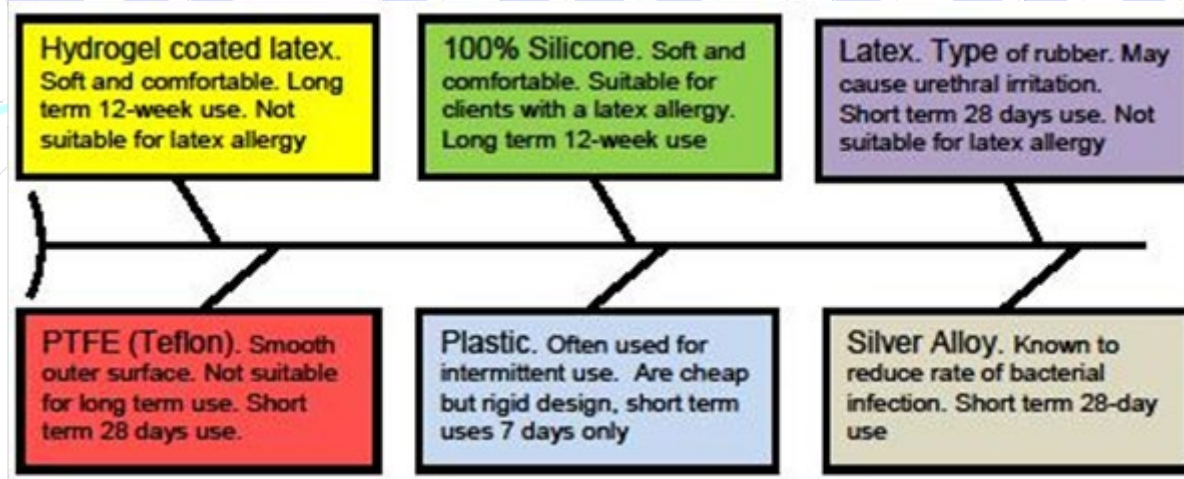 Hydrogel coated latex.
Soft and comfortable. Long
term 12-week use. Not
suitable for latex allergy
100% Silicone. Soft and
comfortable. Suitable for
clients with a latex allergy.
Long term 12-week use
Latex. Type of rubber. May
cause urethral irritation.
Short term 28 days use. Not
suitable for latex allergy
PTFE (Teflon). Smooth
outer surface. Not suitable
for long term use. Short
term 28 days use.
Plastic. Often used for
intermittent use. Are cheap
but rigid design, short term
uses 7 days only
Silver Alloy. Known to
reduce rate of bacterial
infection. Short term 28-day
use